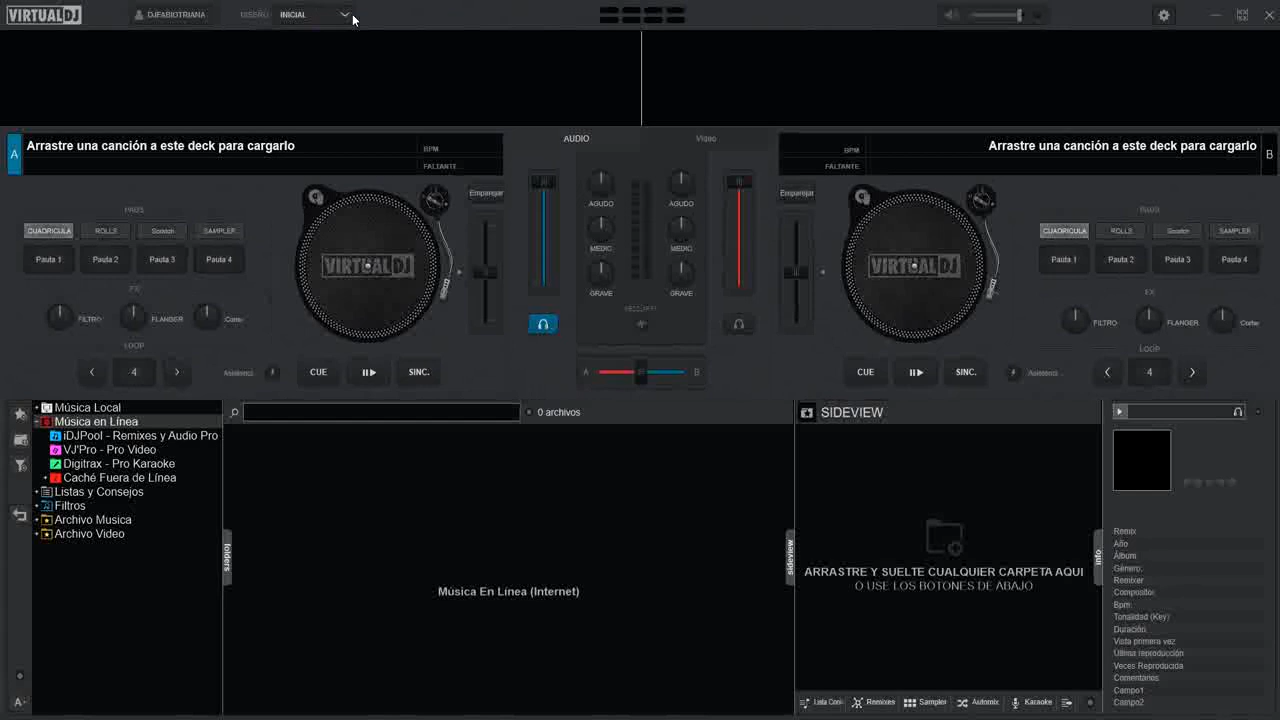 VIRTUAL DJ
DJFABIOTRIANA
DISEÑO
INICIAL
A
Arrastre una canción a este deck para cargarlo
BPM
FALTANTE
AUDIO
Video
BPM
FALTANTE
Arrastre una canción a este deck para cargarlo
B
PADS
CUADRICULA
ROLLS
Scratch
SAMPLER
Pauta 1
Pauta 2
Pauta 3
Pauta 4
FX
FILTRO
FLANGER
LOOP
4
CUE
SINC.
VIRTUAL DJ
Emparejar
AGUDO
AGUDO
MEDIO
MEDIO
GRAVE
GRAVE
A
B
Emparejar
VIRTUAL DJ
PADS
CUADRICULA
ROLLS
Scratch
SAMPLER
Pauta 1
Pauta 2
Pauta 3
Pauta 4
FX
FILTRO
FLANGER
LOOP
CUE
SINC.
4
Música Local
Música en Línea
iDJPool - Remixes y Audio Pro
VJ'Pro - Pro Video
Digitrax - Pro Karaoke
Caché Fuera de Línea
Listas y Consejos
Filtros
Archivo Musica
Archivo Video
folders
0 archivos
Música En Línea (Internet)
sideview
SIDEVIEW
ARRASTRE Y SUELTE CUALQUIER CARPETA AQUI
O USE LOS BOTONES DE ABAJO
Remixes
Sampler
Automix
Karaoke
info
Remix
Año
Álbum
Género:
Remixer
Compositor
Bpm:
Tonalidad (Key)
Duración:
Vista primera vez
Última reproducción
Veces Reproducida
Comentarios
Campo1
Campo2